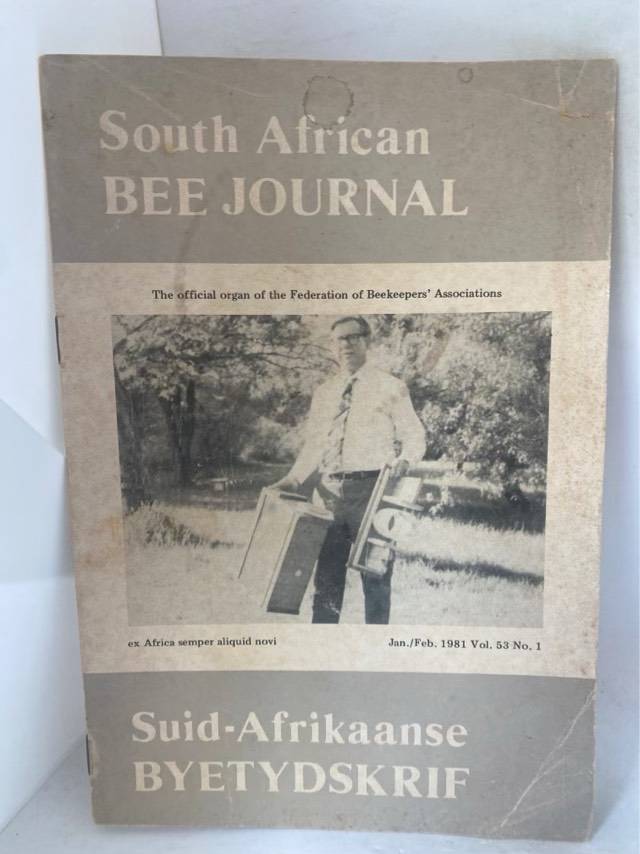 South African
BEE JOURNAL
The official organ of the Federation of Beekeepers' Associations
ex Africa semper aliquid novi
Jan./Feb. 1981 Vol. 53 No. 1
Suid-Afrikaanse
BYETYDSKRIF